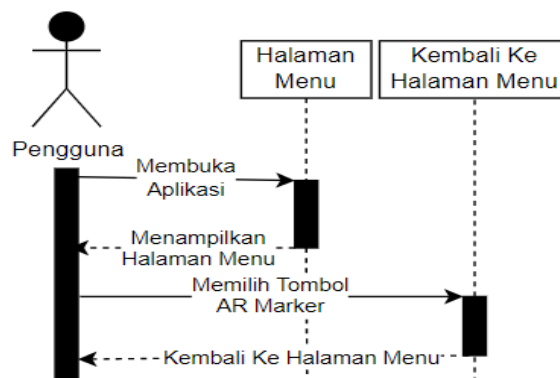 Halaman
Menu
Kembali Ke
Halaman Menu
Pengguna
Membuka
Aplikasi
Menampilkan
Halaman Menu
Memilih Tombol
AR Marker
Kembali Ke Halaman Menu